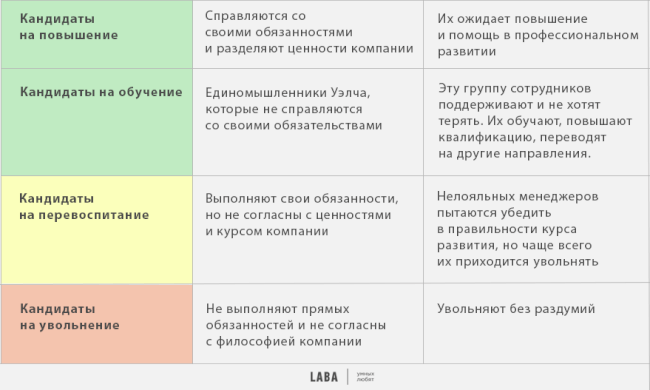 Кандидаты
на повышение
Справляются со
своими обязанностями
и разделяют ценности компании
Их ожидает повышение
и помощь в профессиональном
развитии
Кандидаты на обучение
Единомышленники Уэлча,
которые не справляются
со своими обязательствами
Эту группу сотрудников
поддерживают и не хотят
терять. Их обучают, повышают
квалификацию, переводят
на другие направления.
Кандидаты
на перевоспитание
Выполняют свои обязанности,
но не согласны с ценностями
и курсом компании
Нелояльных менеджеров
пытаются убедить
в правильности курса
развития, но чаще всего
их приходится увольнять
Кандидаты
на увольнение
Не выполняют прямых
обязанностей и не согласны
с философией компании
Увольняют без раздумий
LABA
умных
любят